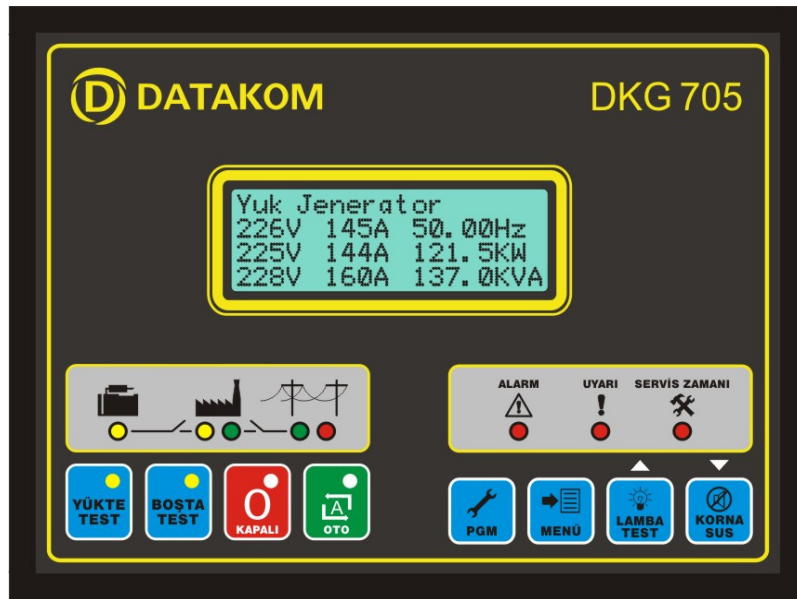 DATAKOM
DKG 705
Yuk Jenerator
226V 145A 50.00Hz
225V 144A 121.5KW
228V 160A 137.0KVA
ALARM
UYARI
SERVİS ZAMANI
YÜKTE
TEST
BOŞTA
TEST
O
KAPALI
A
OTO
PGM
MENÜ
LAMBA
TEST
KORNA
SUS